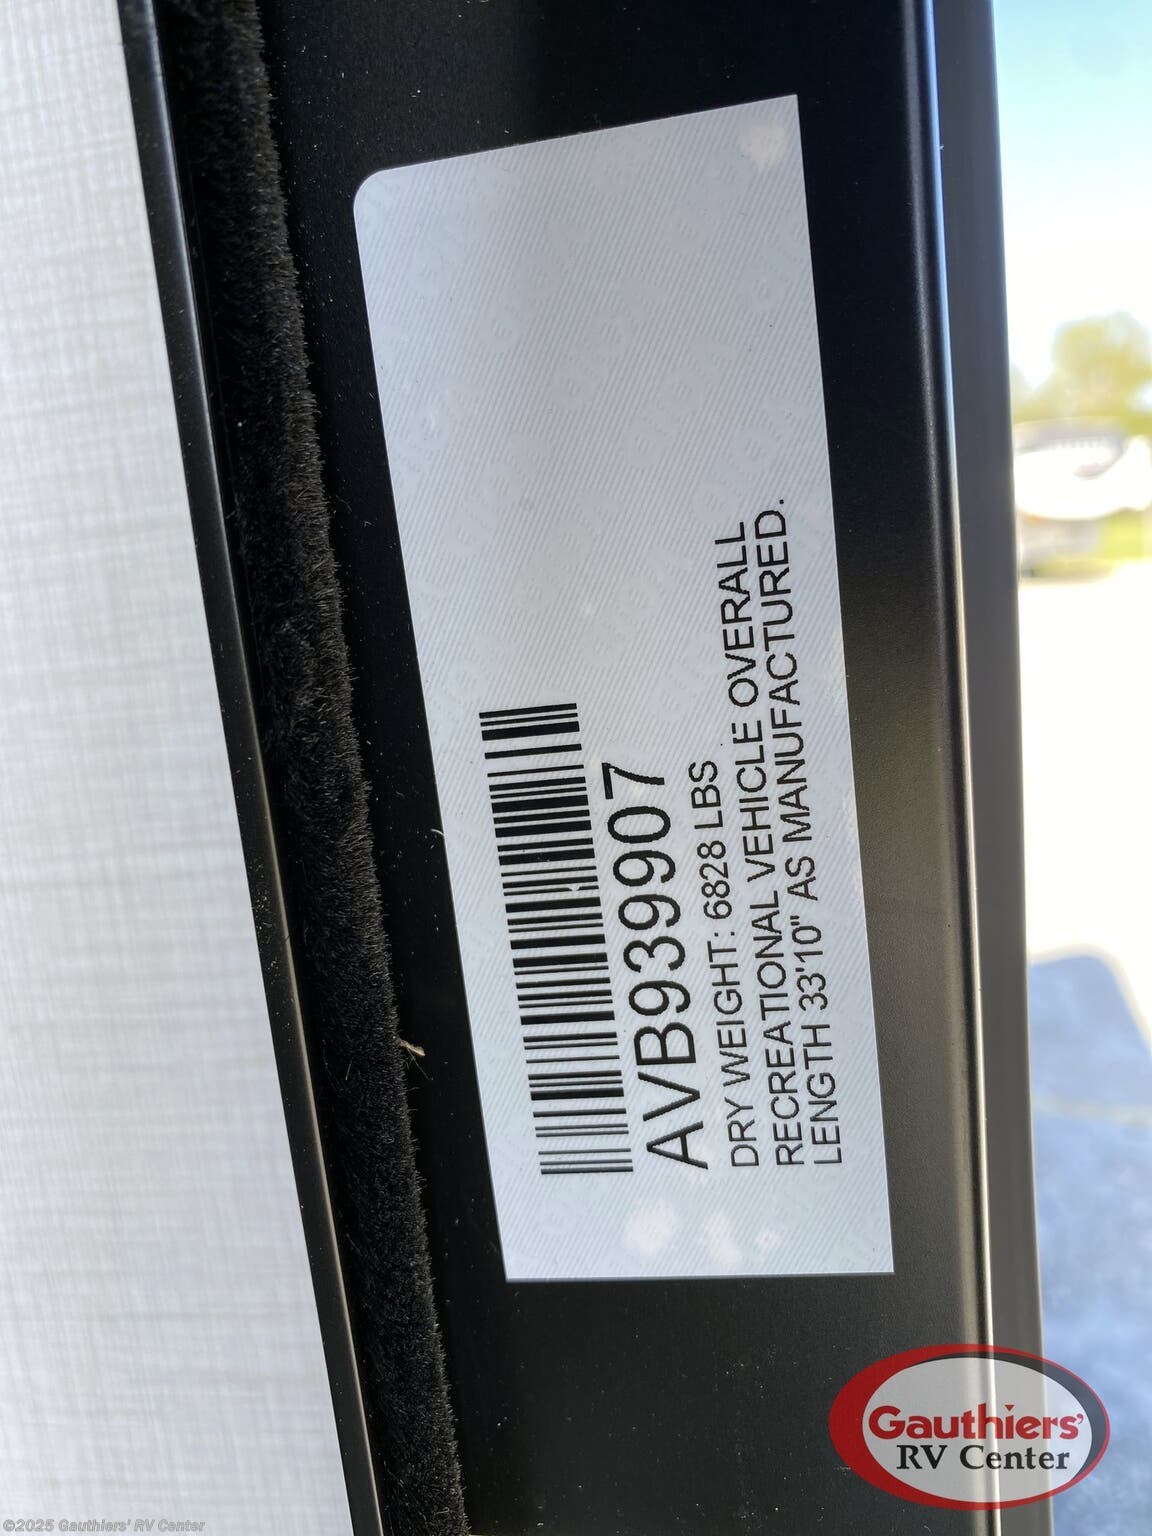 AVB939907
DRY WEIGHT: 6828 LBS
RECREATIONAL VEHICLE OVERALL
LENGTH 33'10" AS MANUFACTURED.
Gauthiers'
RV Center
©2025 Gauthiers' RV Center